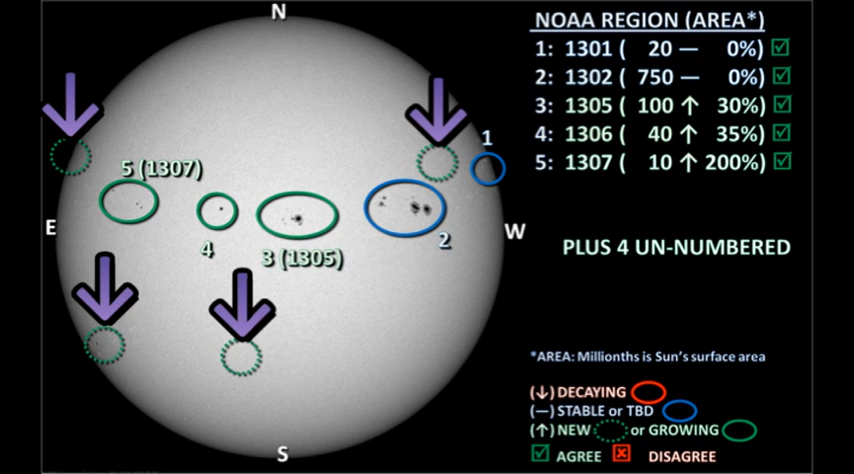 N
NOAA REGION (AREA*)
1: 1301 ( 20 — 0%) ☑
2: 1302 ( 750 — 0%) ☑
3: 1305 ( 100 ↑ 30%) ☑
4: 1306 ( 40 ↑ 35%) ☑
5: 1307 ( 10 ↑ 200%) ☑
1
5 (1307)
E
W
4
3 (1305)
2
PLUS 4 UN-NUMBERED
*AREA: Millionths is Sun's surface area
(↓) DECAYING
(—) STABLE or TBD
(↑) NEW or GROWING
☑ AGREE ☒ DISAGREE
S